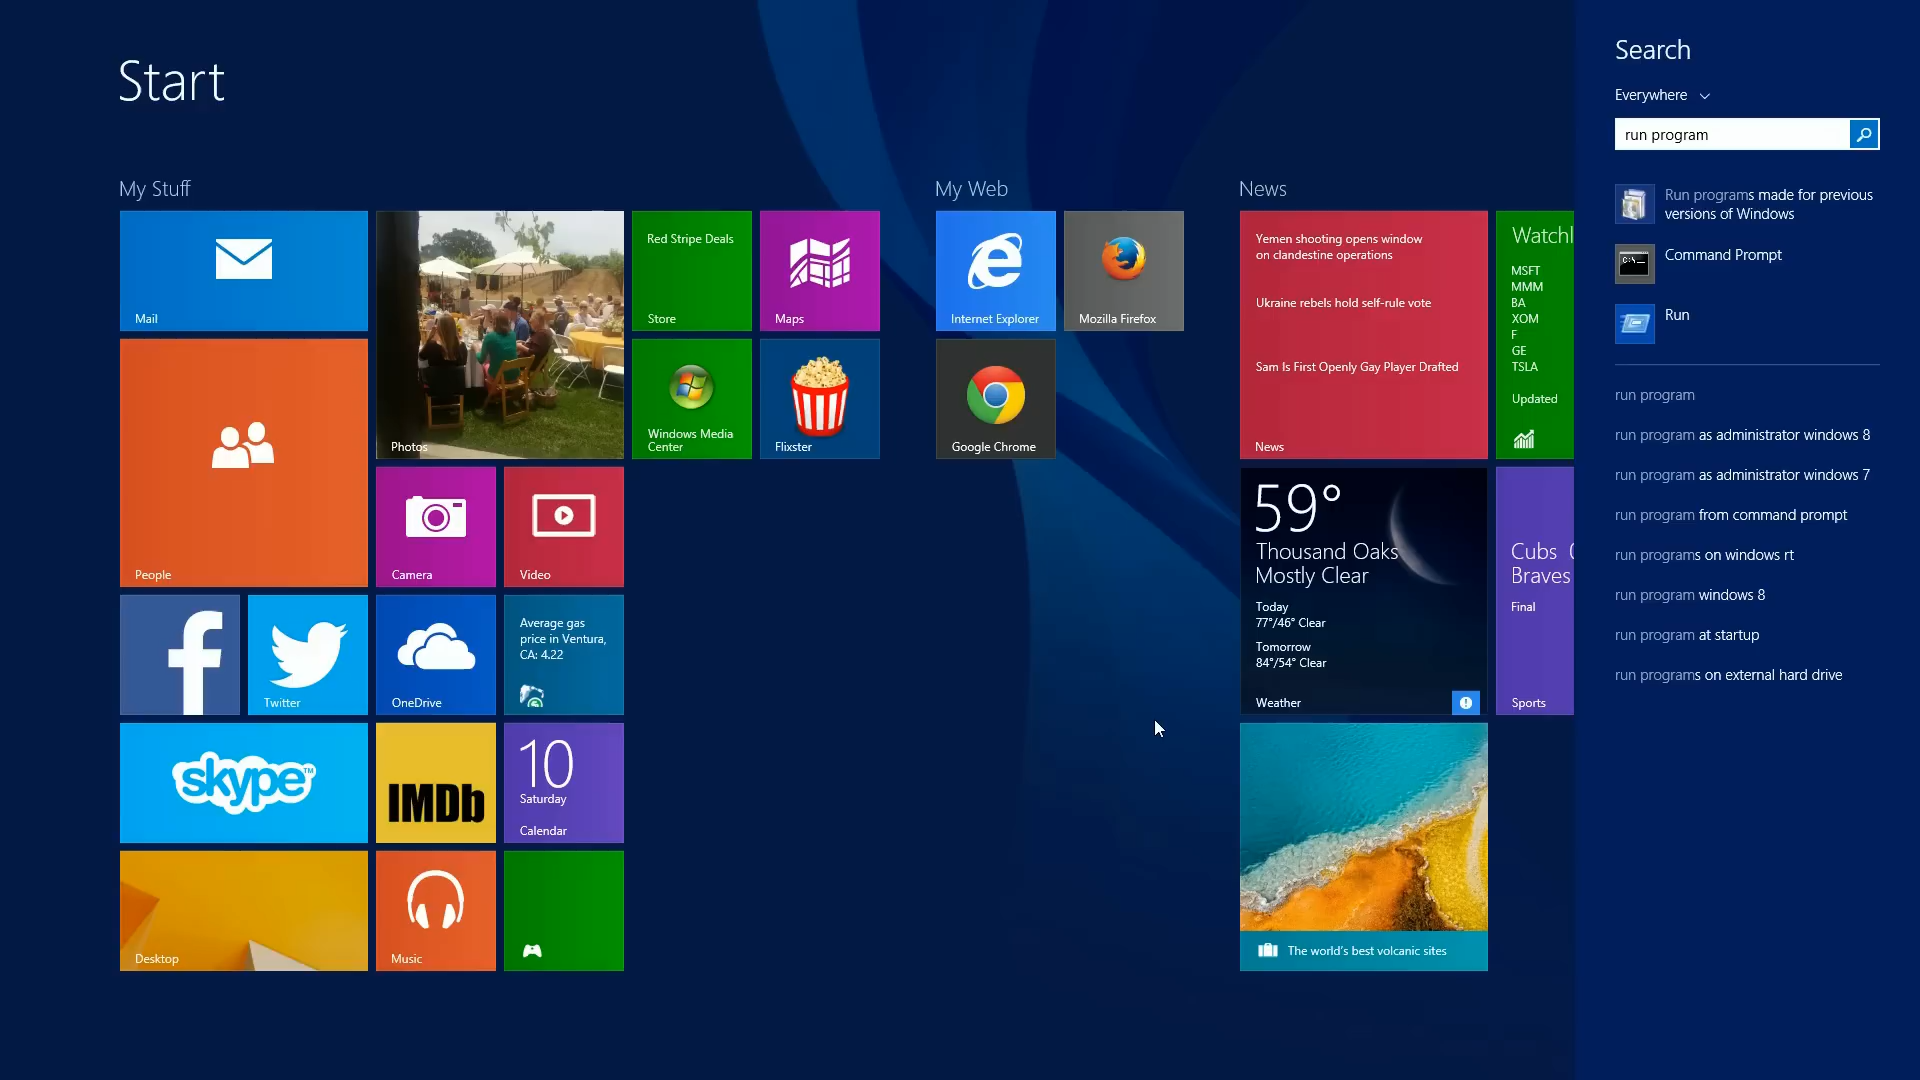 Start
My Stuff
Mail
People
Twitter
skype™
Desktop
Photos
Camera
Video
OneDrive
Average gas
price in Ventura,
CA: 4.22
IMDb
10
Saturday
Calendar
Music
Red Stripe Deals
Store
Maps
Windows Media
Center
Flixster
My Web
Internet Explorer
Mozilla Firefox
Google Chrome
News
Yemen shooting opens window
on clandestine operations
Ukraine rebels hold self-rule vote
Sam Is First Openly Gay Player Drafted
News
59°
Thousand Oaks
Mostly Clear
Today
77°/46° Clear
Tomorrow
84°/54° Clear
Weather
The world's best volcanic sites
MSFT
MMM
BA
XOM
F
GE
TSLA
Updated
Cubs
Braves
Final
Sports
Search
Everywhere
run program
Run programs made for previous
versions of Windows
C:\_
Command Prompt
Run
run program
run program as administrator windows 8
run program as administrator windows 7
run program from command prompt
run programs on windows rt
run program windows 8
run program at startup
run programs on external hard drive